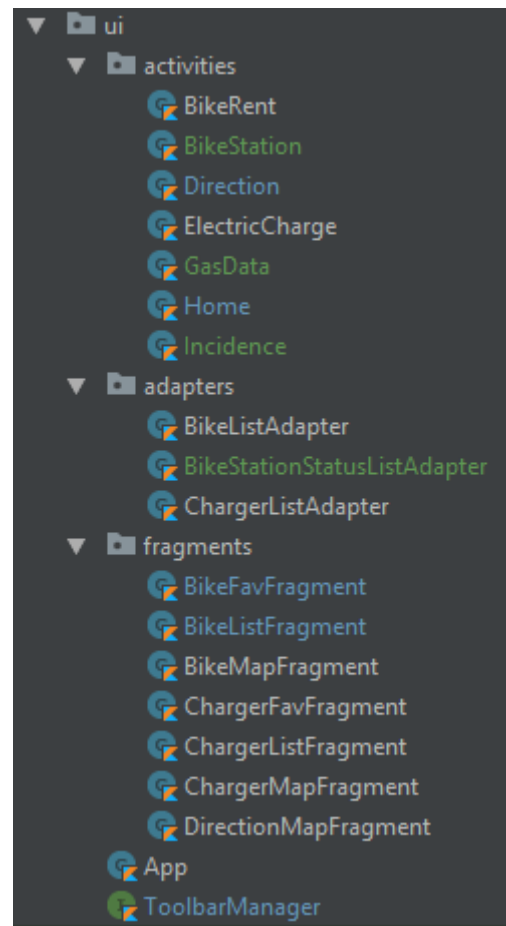 ui
activities
BikeRent
BikeStation
Direction
ElectricCharge
GasData
Home
Incidence
adapters
BikeListAdapter
BikeStationStatusListAdapter
ChargerListAdapter
fragments
BikeFavFragment
BikeListFragment
BikeMapFragment
ChargerFavFragment
ChargerListFragment
ChargerMapFragment
DirectionMapFragment
App
ToolbarManager